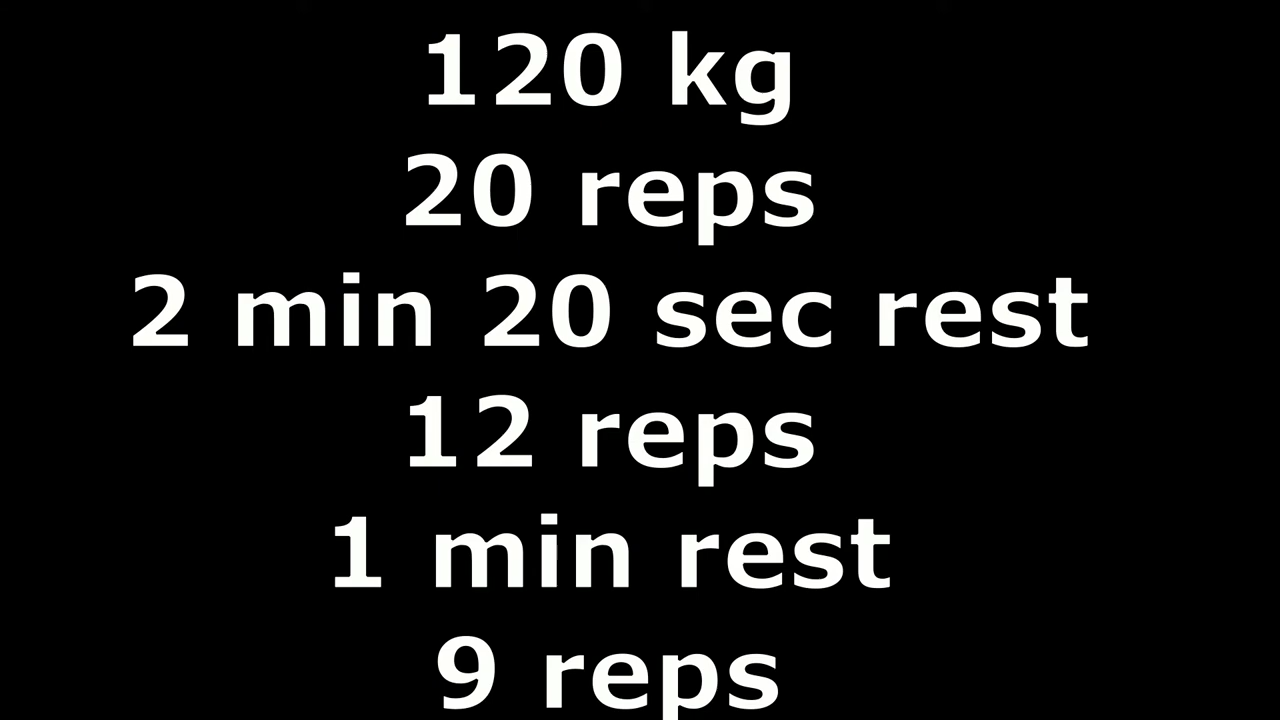 120 kg
20 reps
2 min 20 sec rest
12 reps
1 min rest
9 reps